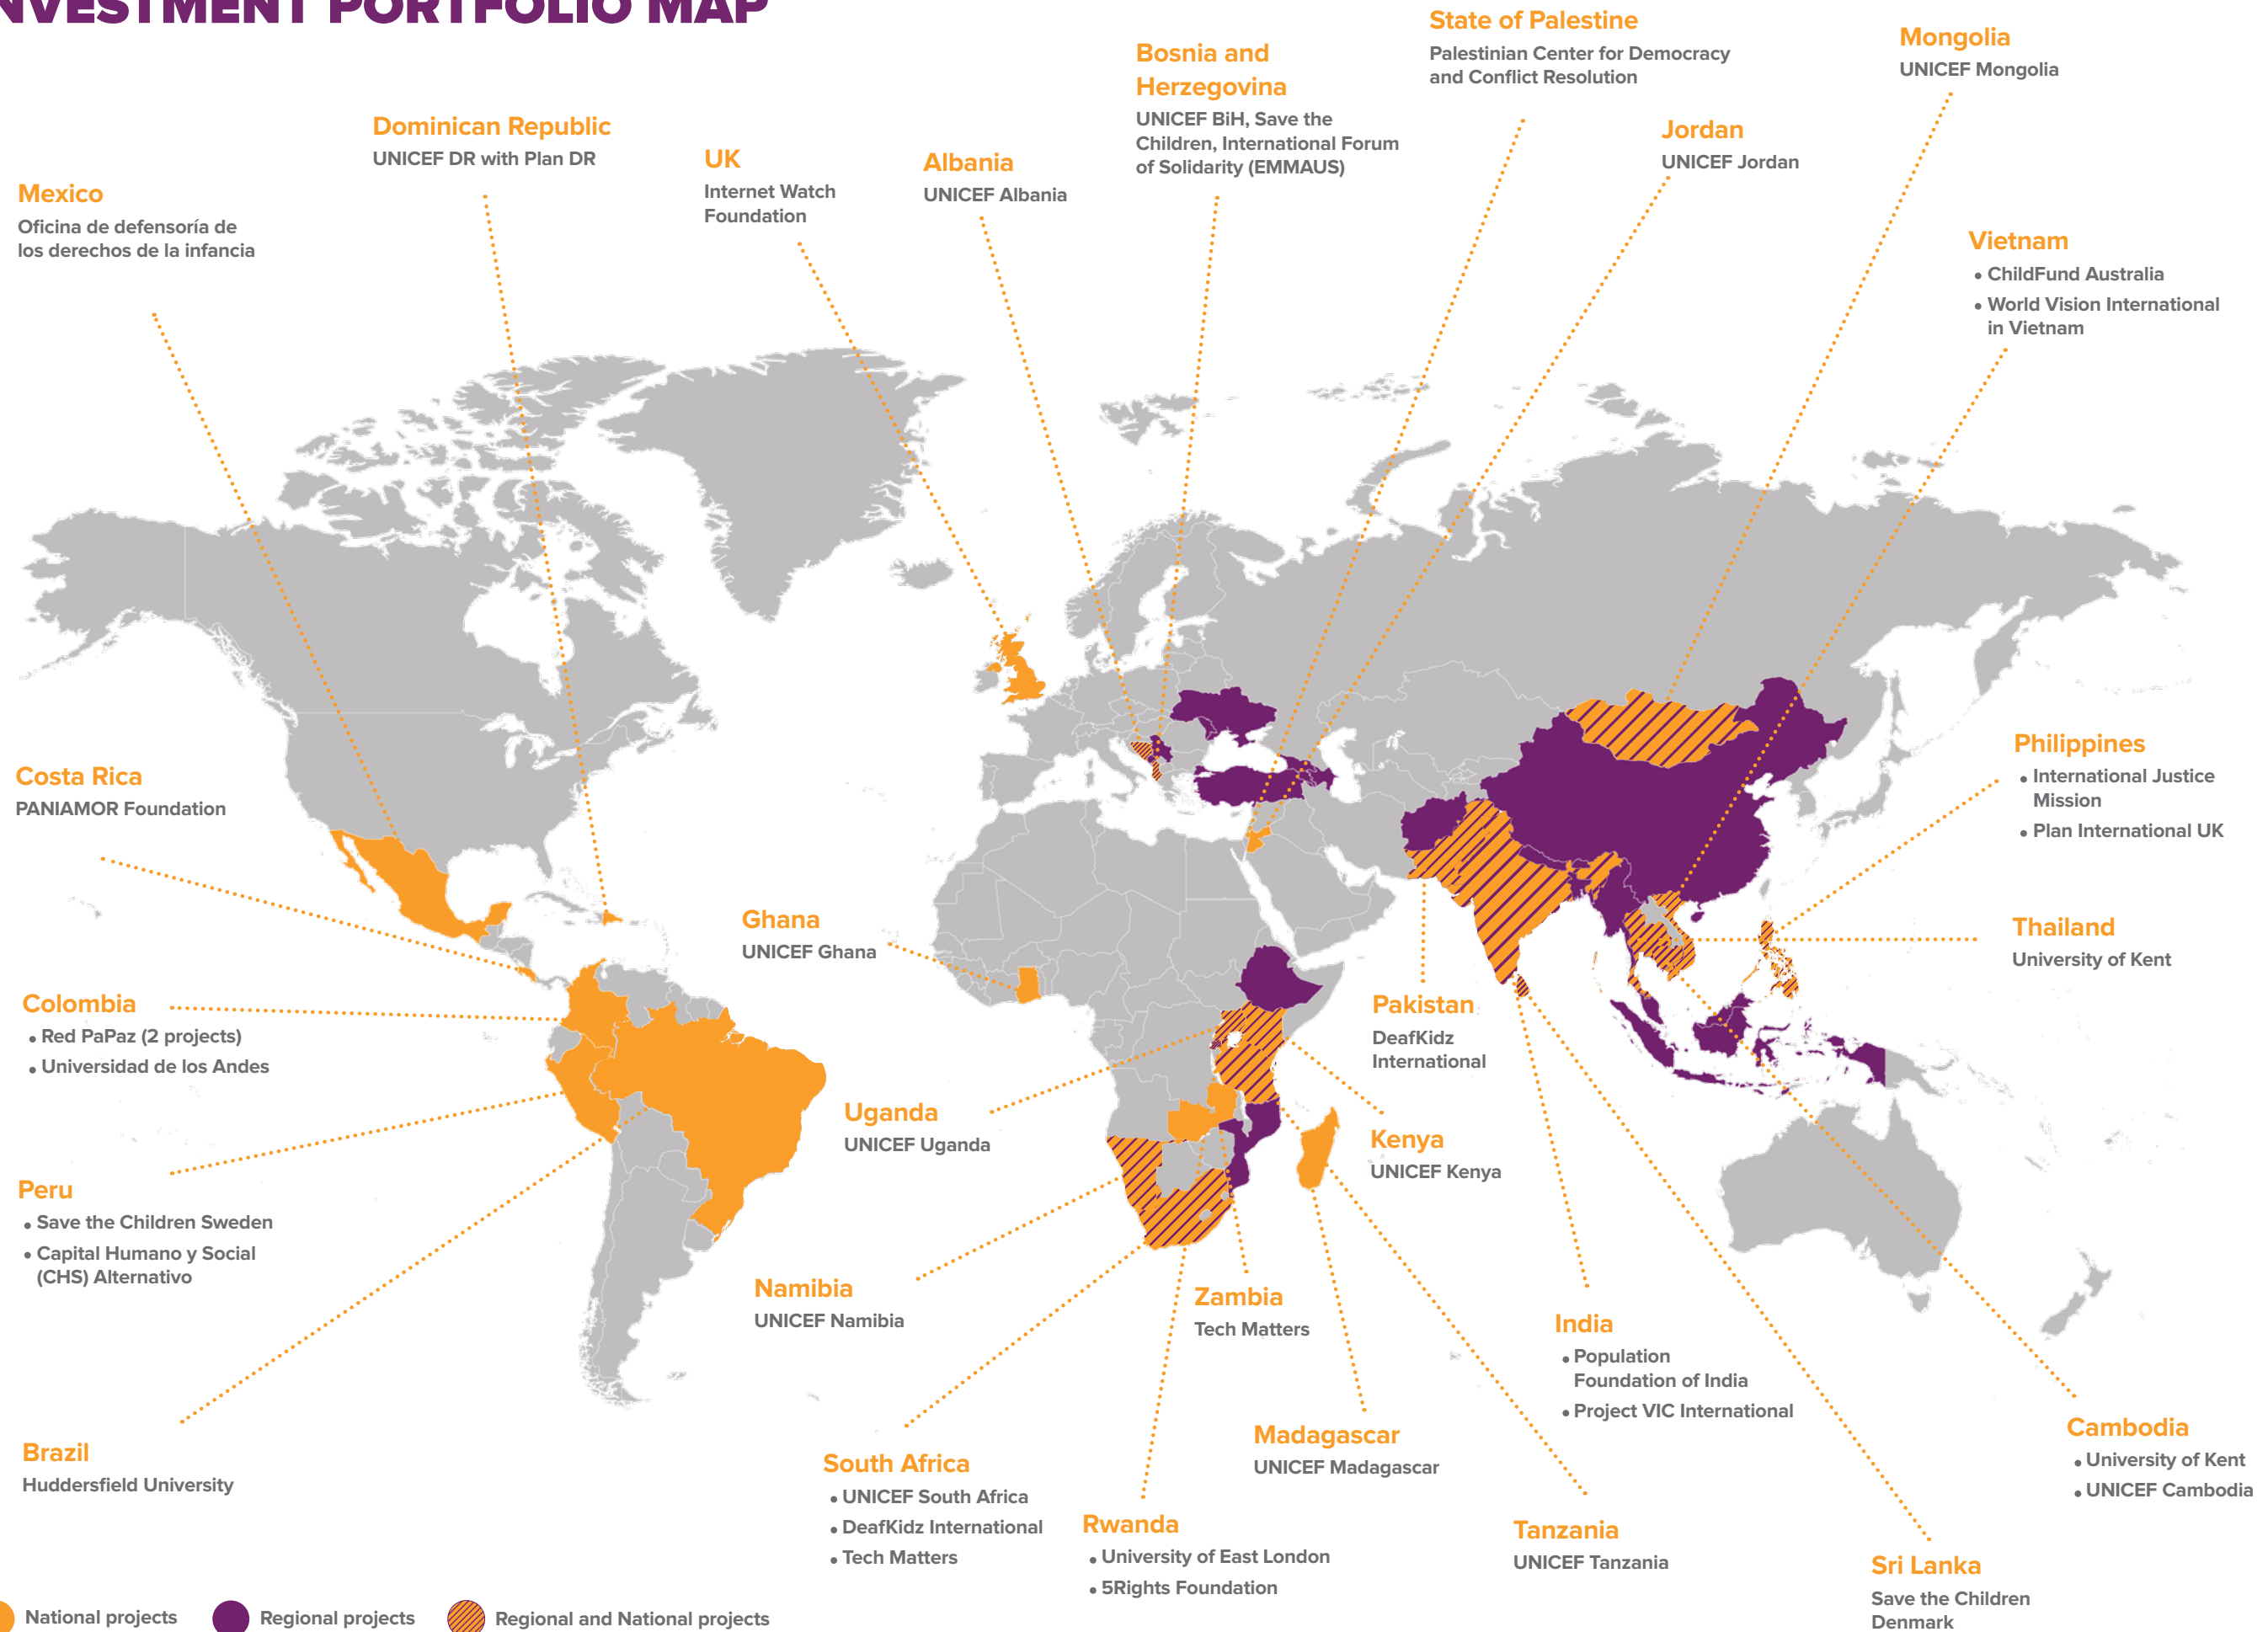 NVESTMENT PORTFOLIO MAP
State of Palestine
Palestinian Center for Democracy
and Conflict Resolution
Mongolia
UNICEF Mongolia
Bosnia and
Herzegovina
UNICEF BiH, Save the
Children, International Forum
of Solidarity (EMMAUS)
Dominican Republic
UNICEF DR with Plan DR
Jordan
UNICEF Jordan
UK
Internet Watch
Foundation
Albania
UNICEF Albania
Mexico
Oficina de defensoría de
los derechos de la infancia
Vietnam
• ChildFund Australia
• World Vision International
in Vietnam
Philippines
• International Justice
Mission
• Plan International UK
Costa Rica
PANIAMOR Foundation
Ghana
UNICEF Ghana
Thailand
University of Kent
Colombia
• Red PaPaz (2 projects)
• Universidad de los Andes
Pakistan
DeafKidz
International
Uganda
UNICEF Uganda
Kenya
UNICEF Kenya
Peru
• Save the Children Sweden
• Capital Humano y Social
(CHS) Alternativo
Namibia
UNICEF Namibia
Zambia
Tech Matters
India
• Population
Foundation of India
• Project VIC International
Brazil
Huddersfield University
South Africa
• UNICEF South Africa
• DeafKidz International
• Tech Matters
Madagascar
UNICEF Madagascar
Cambodia
• University of Kent
• UNICEF Cambodia
Rwanda
• University of East London
• 5Rights Foundation
Tanzania
UNICEF Tanzania
Sri Lanka
Save the Children
Denmark
National projects
Regional projects
Regional and National projects